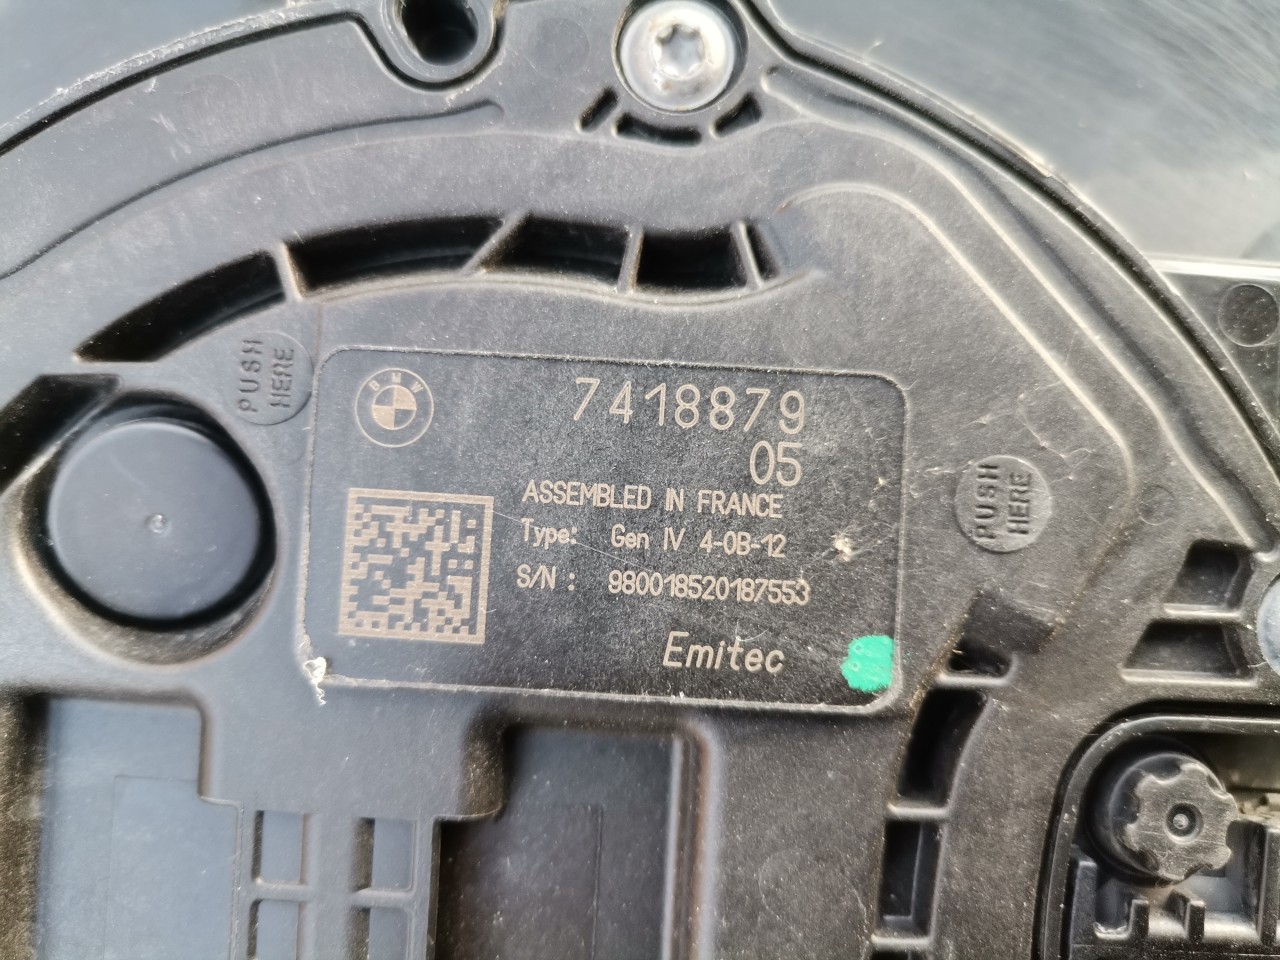 BMW
7418879
05
ASSEMBLED IN FRANCE
Type: Gen IV 4-0B-12
S/N : 980018520187553
Emitec
PUSH
HERE
PUSH
HERE